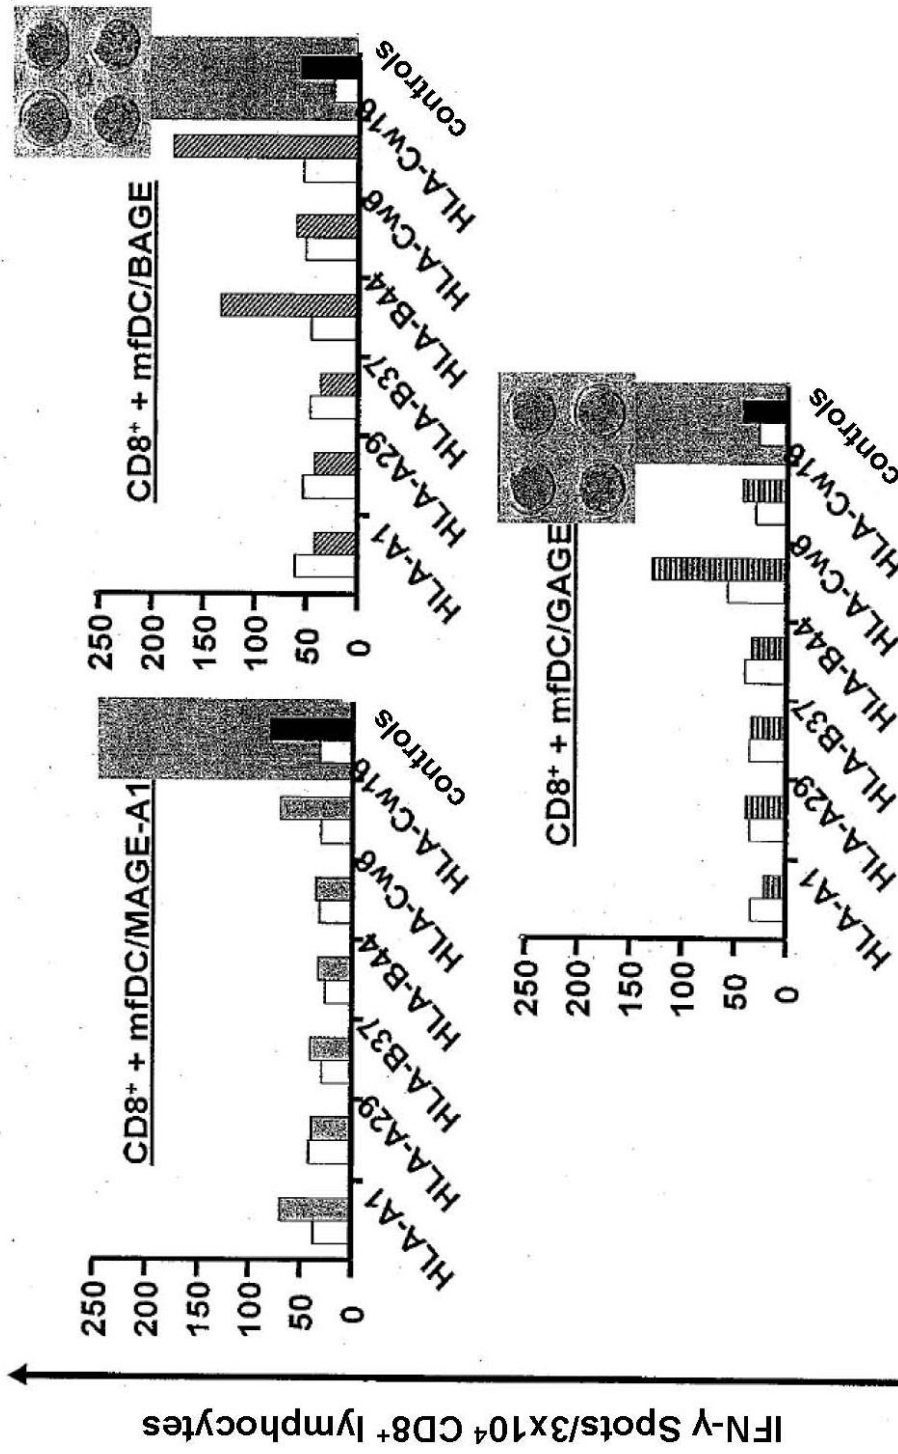 IFN-γ Spots/3x10⁴ CD8⁺ lymphocytes
CD8⁺ + mfDC/MAGE-A1
250
200
150
100
50
0
HLA-A1
HLA-A29
HLA-B37
HLA-B44
HLA-Cw6
HLA-Cw16
controls
CD8⁺ + mfDC/BAGE
250
200
150
100
50
0
HLA-A1
HLA-A29
HLA-B37
HLA-B44
HLA-Cw6
HLA-Cw16
controls
CD8⁺ + mfDC/GAGE
250
200
150
100
50
0
HLA-A1
HLA-A29
HLA-B37
HLA-B44
HLA-Cw6
HLA-Cw16
controls